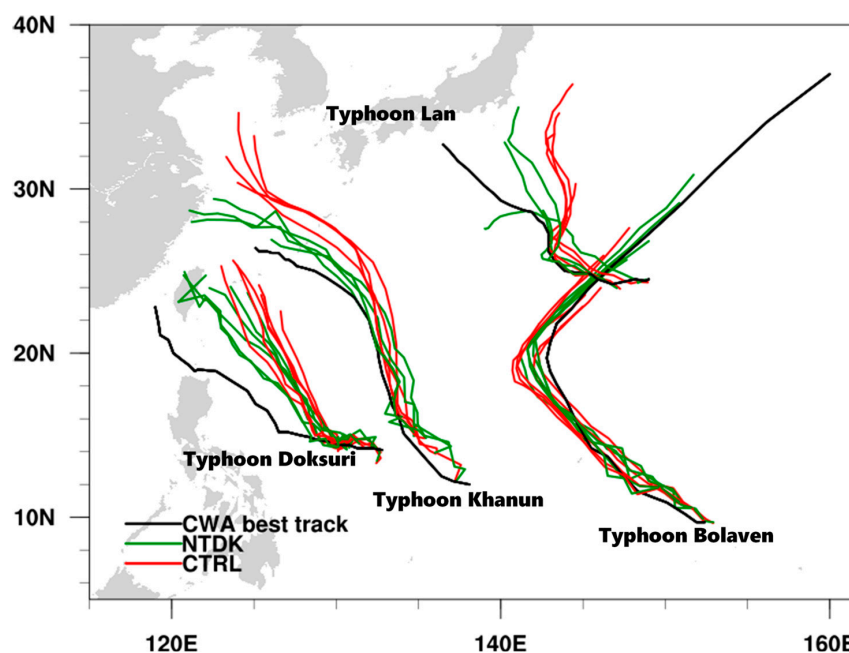 40N
Typhoon Lan
30N
20N
Typhoon Doksuri
Typhoon Khanun
10N
CWA best track
Typhoon Bolaven
NTDK
CTRL
120E
140E
160E